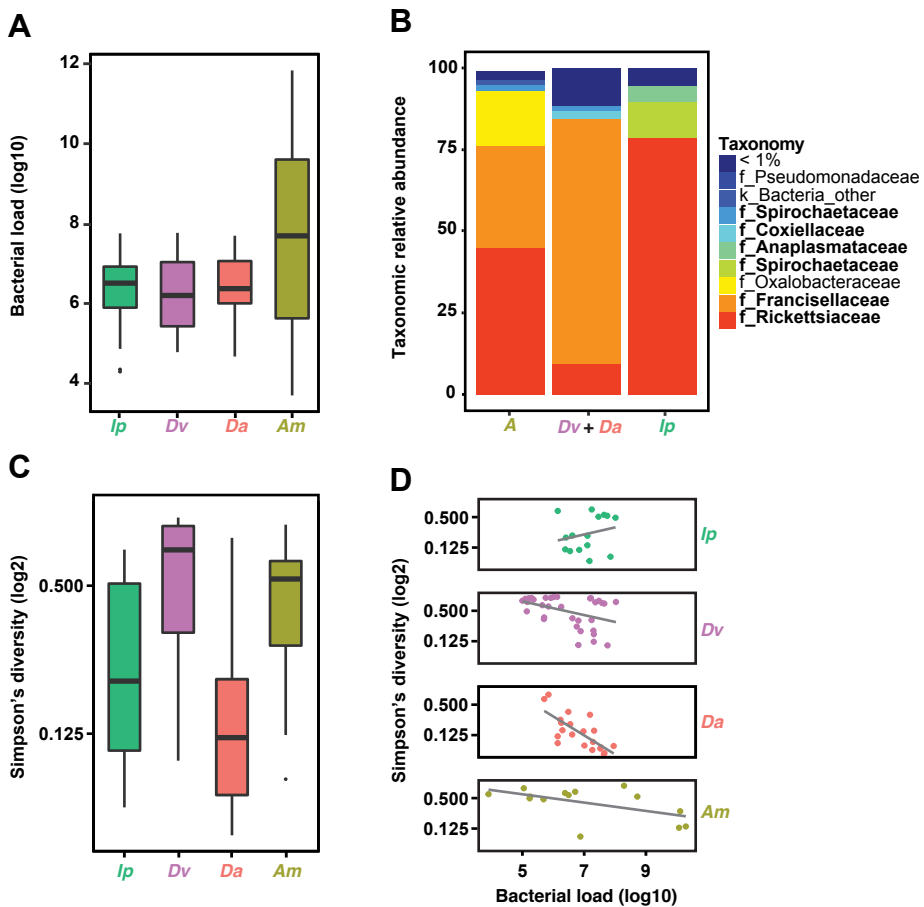 A
Bacterial load (log10)
12
10
8
6
4
Ip
Dv
Da
Am
B
Taxonomic relative abundance
100
75
50
25
0
A
Dv + Da
Ip
Taxonomy
< 1%
f_Pseudomonadaceae
k_Bacteria_other
f_Spirochaetaceae
f_Coxiellaceae
f_Anaplasmataceae
f_Spirochaetaceae
f_Oxalobacteraceae
f_Francisellaceae
f_Rickettsiaceae
C
Simpson's diversity (log2)
0.500
0.125
Ip
Dv
Da
Am
D
Simpson's diversity (log2)
0.500
0.125
Ip
0.500
0.125
Dv
0.500
0.125
Da
0.500
0.125
Am
5
7
9
Bacterial load (log10)